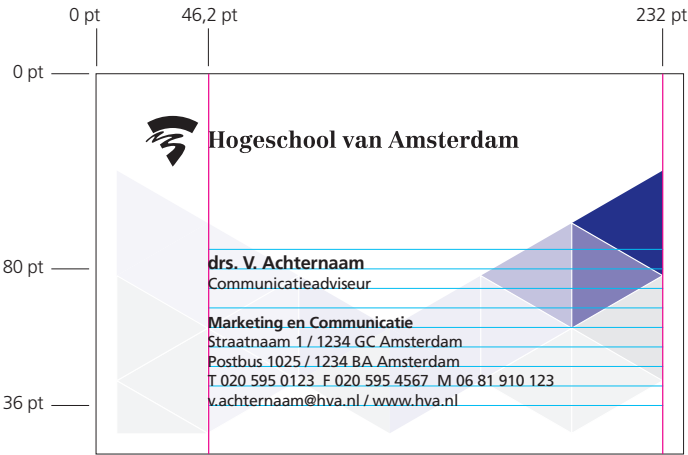 0 pt 46,2 pt 232 pt
0 pt
Hogeschool van Amsterdam
drs. V. Achternaam
80 pt
Communicatieadviseur
Marketing en Communicatie
Straatnaam 1 / 1234 GC Amsterdam
Postbus 1025 / 1234 BA Amsterdam
T 020 595 0123 F 020 595 4567 M 06 81 910 123
v.achternaam@hva.nl / www.hva.nl
36 pt